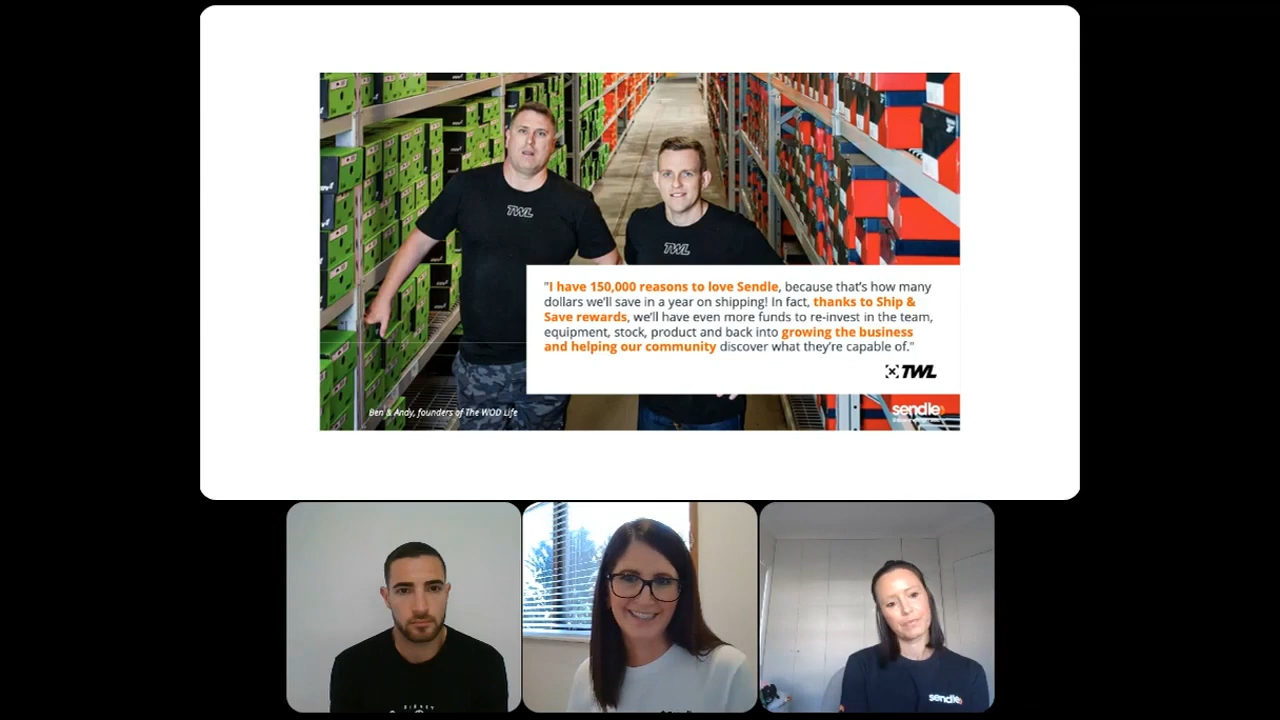 TWL
TWL
"I have 150,000 reasons to love Sendle, because that's how many
dollars we'll save in a year on shipping! In fact, thanks to Ship &
Save rewards, we'll have even more funds to re-invest in the team,
equipment, stock, product and back into growing the business
and helping our community discover what they're capable of."
TWL
Ben & Andy, founders of The WOD Life
sendle
sendle